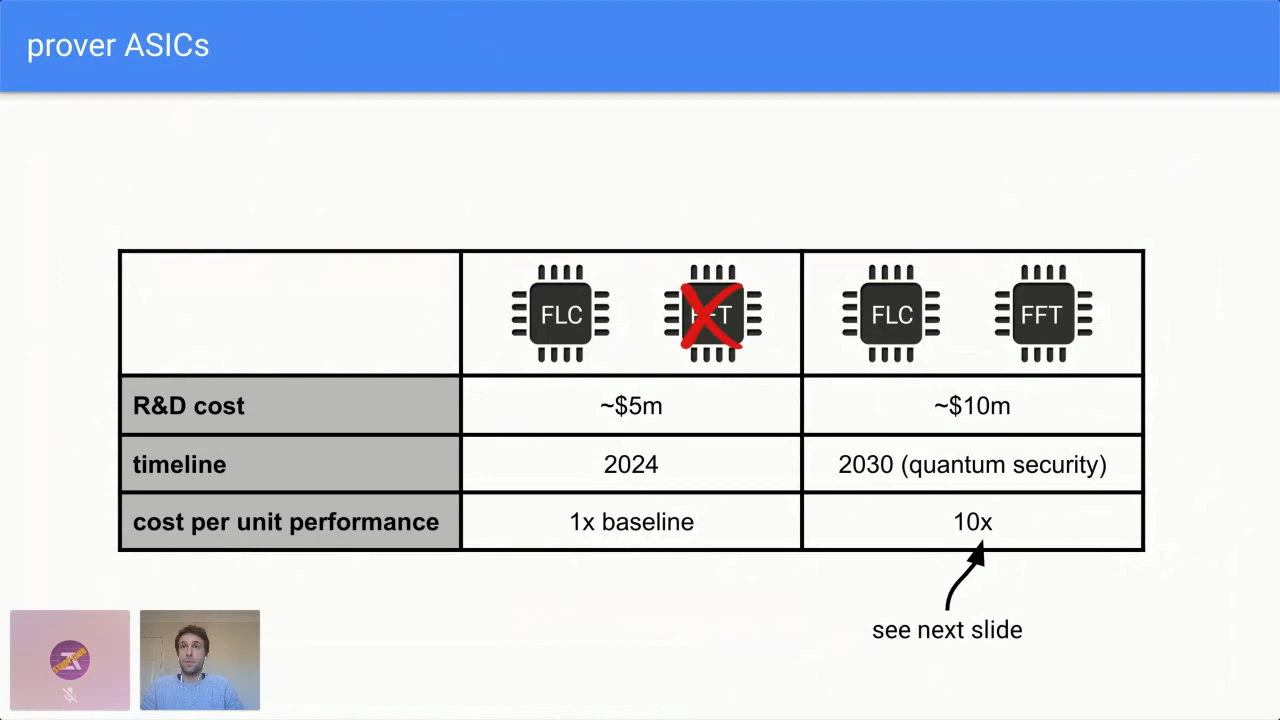 prover ASICs
FLC FLC FFT
R&D cost ~$5m ~$10m
timeline 2024 2030 (quantum security)
cost per unit performance 1x baseline 10x
see next slide